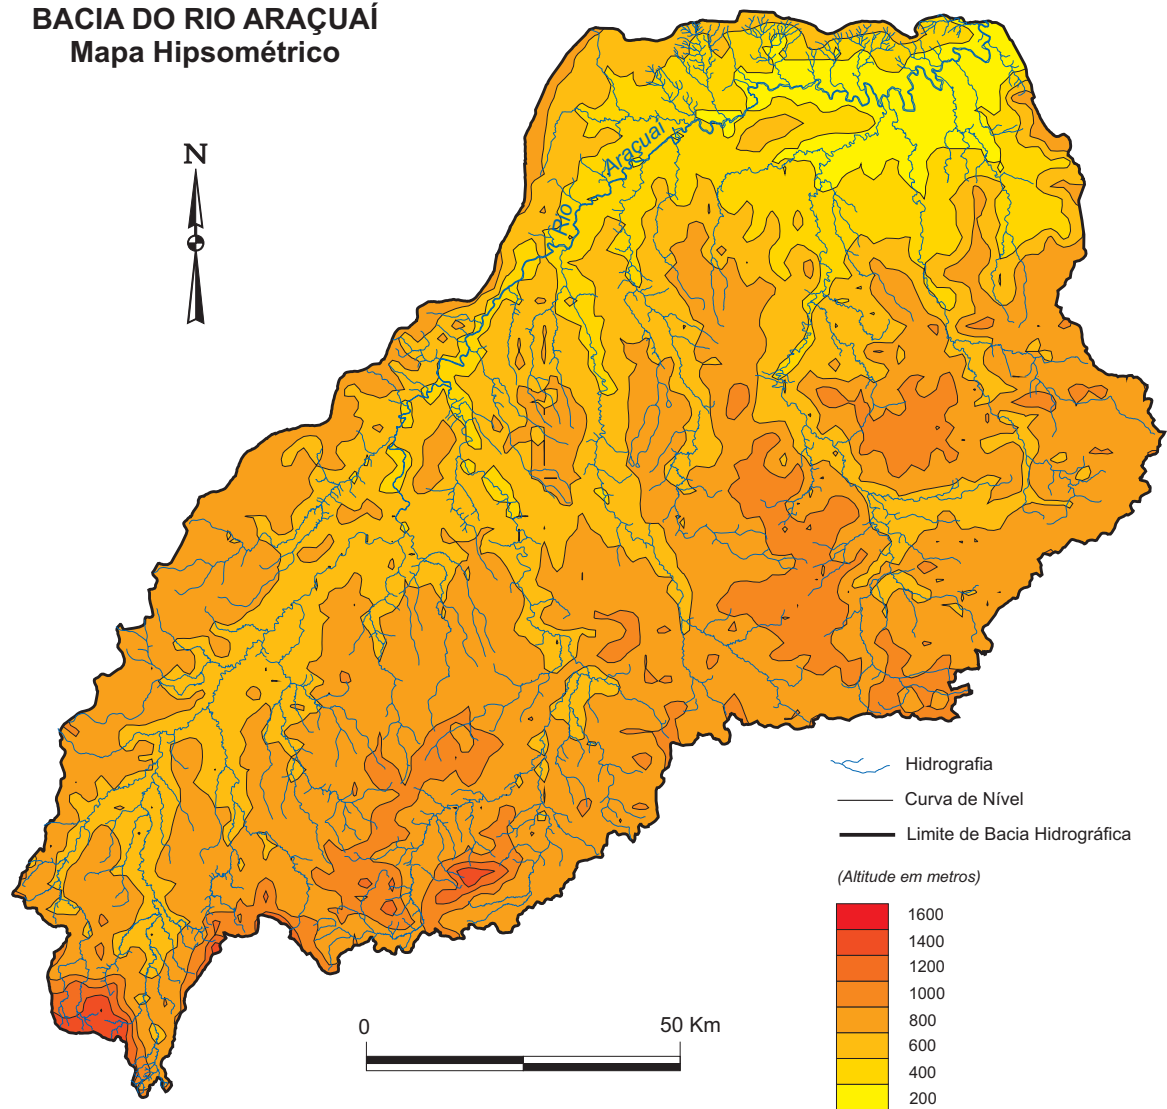 BACIA DO RIO ARAÇUAÍ
Mapa Hipsométrico
N
Rio Araçuaí
Hidrografia
Curva de Nível
Limite de Bacia Hidrográfica
(Altitude em metros)
1600
1400
1200
1000
800
600
400
200
0 50 Km